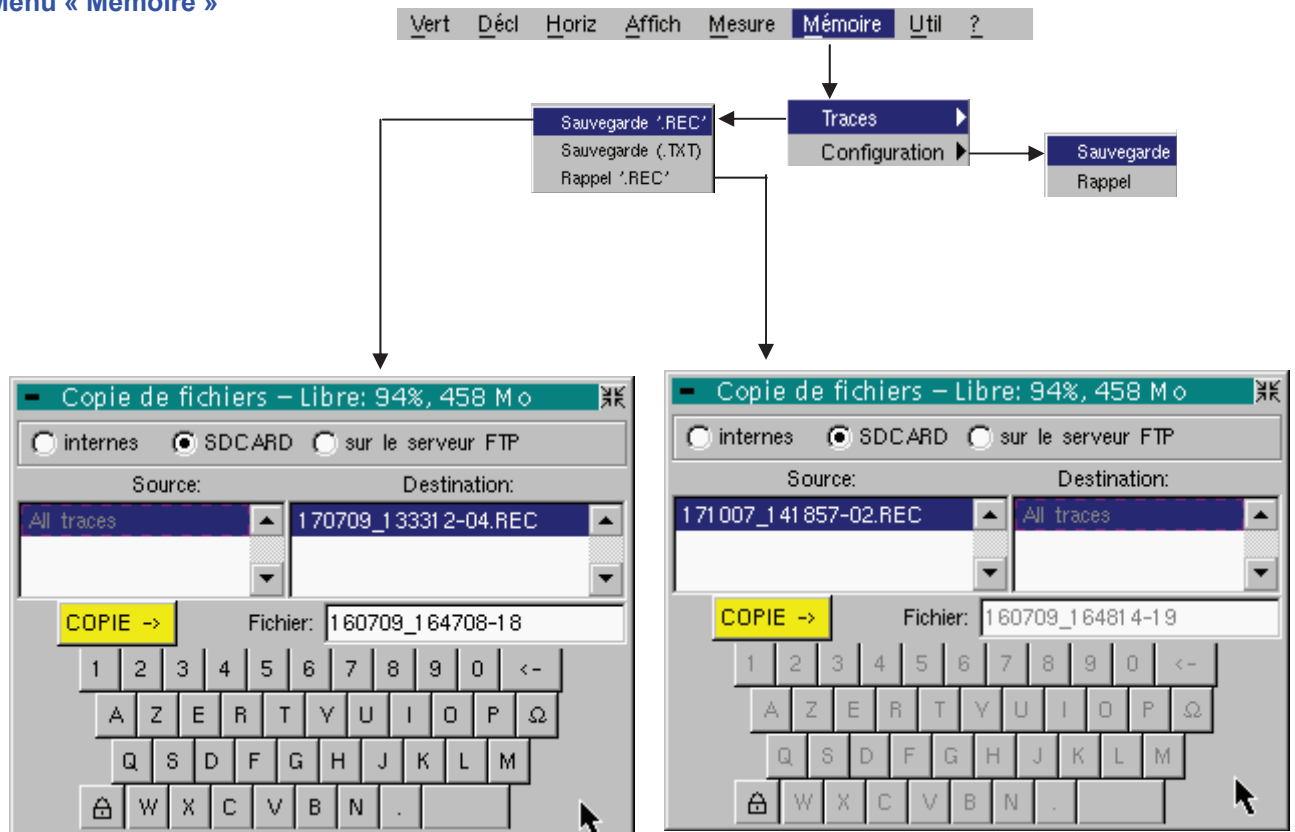 Menu « Mémoire »
Vert Décl Horiz Affich Mesure Mémoire Util ?
Traces
Configuration
Sauvegarde '.REC'
Sauvegarde (.TXT)
Rappel '.REC'
Sauvegarde
Rappel
Copie de fichiers – Libre: 94%, 458 Mo
internes SDCARD sur le serveur FTP
Source: Destination:
All traces 170709_133312-04.REC
COPIE -> Fichier: 160709_164708-18
1 2 3 4 5 6 7 8 9 0 <-
A Z E R T Y U I O P Ω
Q S D F G H J K L M
W X C V B N .
Copie de fichiers – Libre: 94%, 458 Mo
internes SDCARD sur le serveur FTP
Source: Destination:
171007_141857-02.REC All traces
COPIE -> Fichier: 160709_164814-19
1 2 3 4 5 6 7 8 9 0 <-
A Z E R T Y U I O P Ω
Q S D F G H J K L M
W X C V B N .